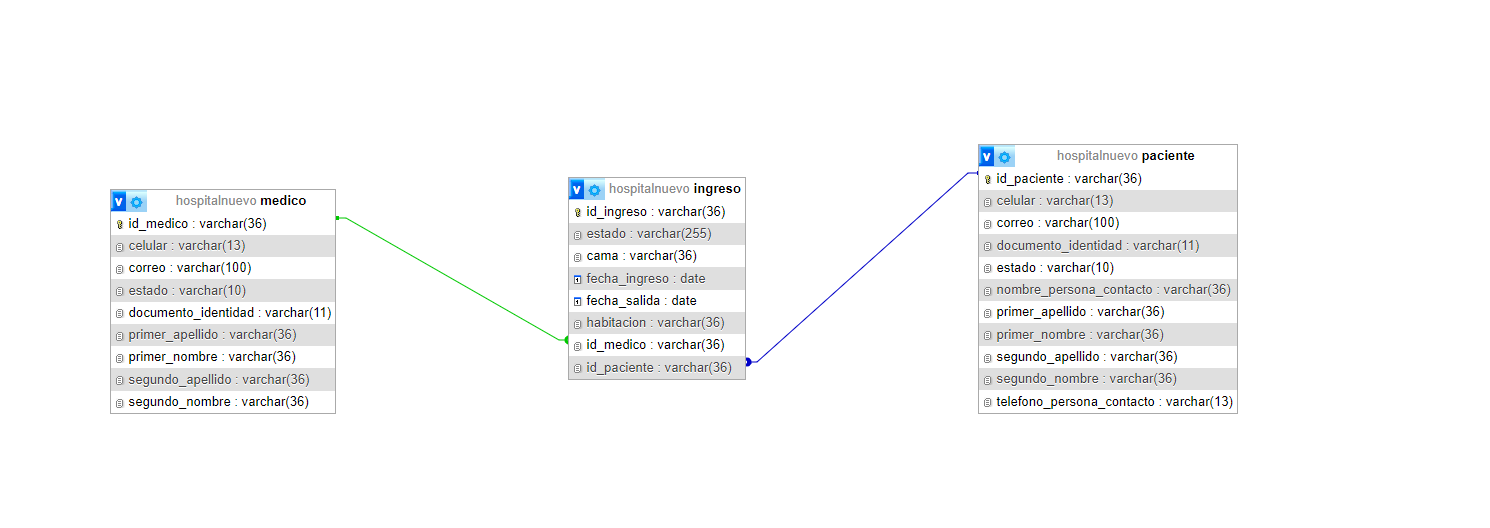 hospitalnuevo medico
id_medico : varchar(36)
celular : varchar(13)
correo : varchar(100)
estado : varchar(10)
documento_identidad : varchar(11)
primer_apellido : varchar(36)
primer_nombre : varchar(36)
segundo_apellido : varchar(36)
segundo_nombre : varchar(36)
v hospitalnuevo ingreso
id_ingreso : varchar(36)
estado : varchar(255)
cama : varchar(36)
fecha_ingreso : date
fecha_salida : date
habitacion : varchar(36)
id_medico : varchar(36)
id_paciente : varchar(36)
v hospitalnuevo paciente
id_paciente : varchar(36)
celular : varchar(13)
correo : varchar(100)
documento_identidad : varchar(11)
estado : varchar(10)
nombre_persona_contacto : varchar(36)
primer_apellido : varchar(36)
primer_nombre : varchar(36)
segundo_apellido : varchar(36)
segundo_nombre : varchar(36)
telefono_persona_contacto : varchar(13)